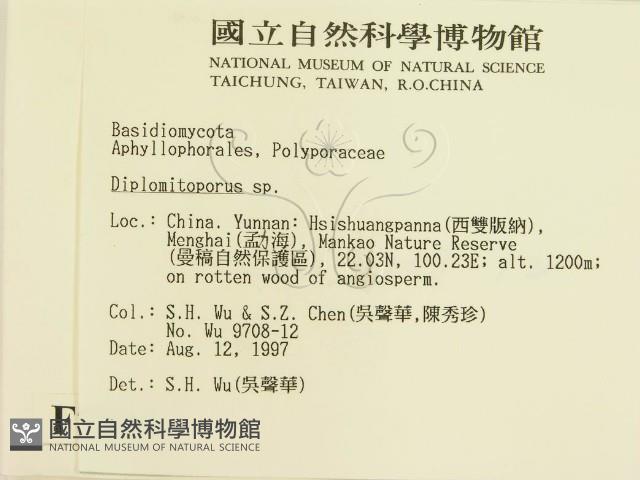 國立自然科學博物館
NATIONAL MUSEUM OF NATURAL SCIENCE
TAICHUNG, TAIWAN, R.O.CHINA
Basidiomycota
Aphyllophorales, Polyporaceae
Diplomitoporus sp.
Loc.: China. Yunnan: Hsishuangpanna(西雙版納),
Menghai(孟力海), Mankao Nature Reserve
(曼稿自然保護區), 22.03N, 100.23E; alt. 1200m;
on rotten wood of angiosperm.
Col.: S.H. Wu & S.Z. Chen(吳聲華,陳秀珍)
No. Wu 9708-12
Date: Aug. 12, 1997
Det.: S.H. Wu(吳聲華)
F
國立自然科學博物館
NATIONAL MUSEUM OF NATURAL SCIENCE